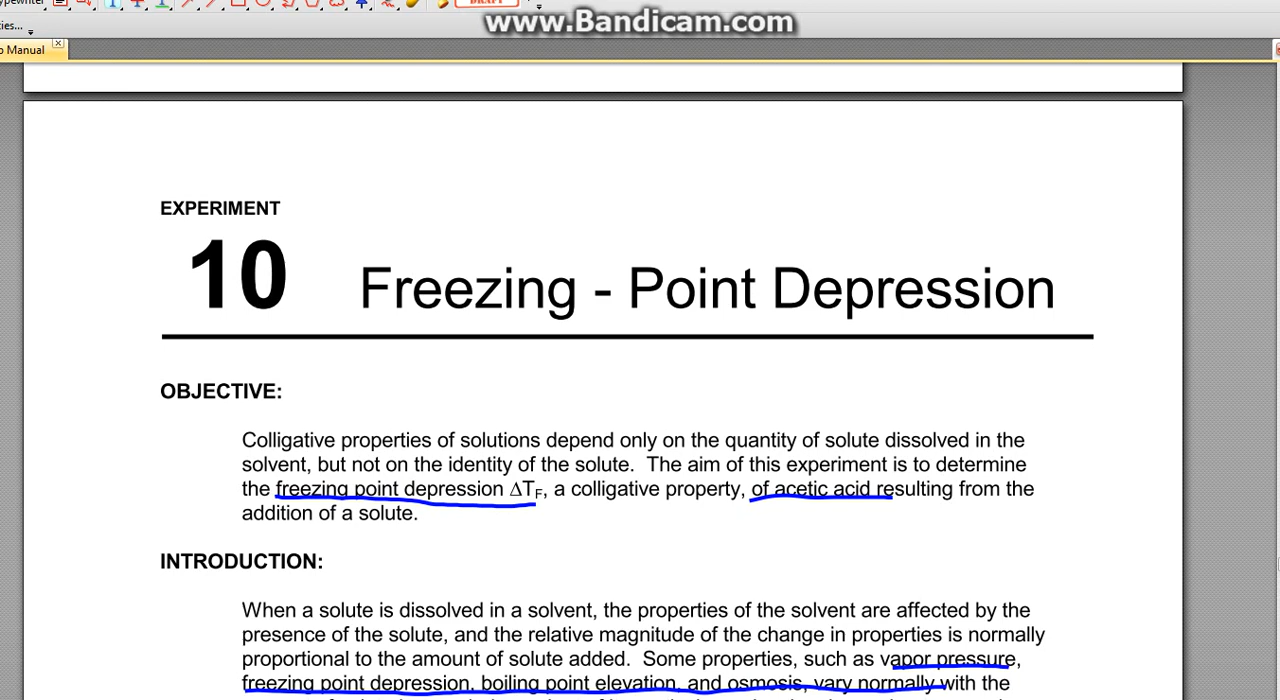 DRAFT
www.Bandicam.com
ties...
Manual
EXPERIMENT
10 Freezing - Point Depression
OBJECTIVE:
Colligative properties of solutions depend only on the quantity of solute dissolved in the
solvent, but not on the identity of the solute. The aim of this experiment is to determine
the freezing point depression ΔTF, a colligative property, of acetic acid resulting from the
addition of a solute.
INTRODUCTION:
When a solute is dissolved in a solvent, the properties of the solvent are affected by the
presence of the solute, and the relative magnitude of the change in properties is normally
proportional to the amount of solute added. Some properties, such as vapor pressure,
freezing point depression, boiling point elevation, and osmosis, vary normally with the